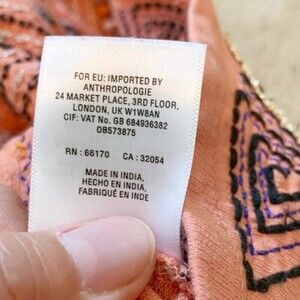 FOR EU: IMPORTED BY
ANTHROPOLOGIE
24 MARKET PLACE, 3RD FLOOR,
LONDON, UK W1W8AN
CIF: VAT No. GB 684936382
OB573875
RN : 66170 CA : 32054
MADE IN INDIA,
HECHO EN INDIA,
FABRIQUÉ EN INDE